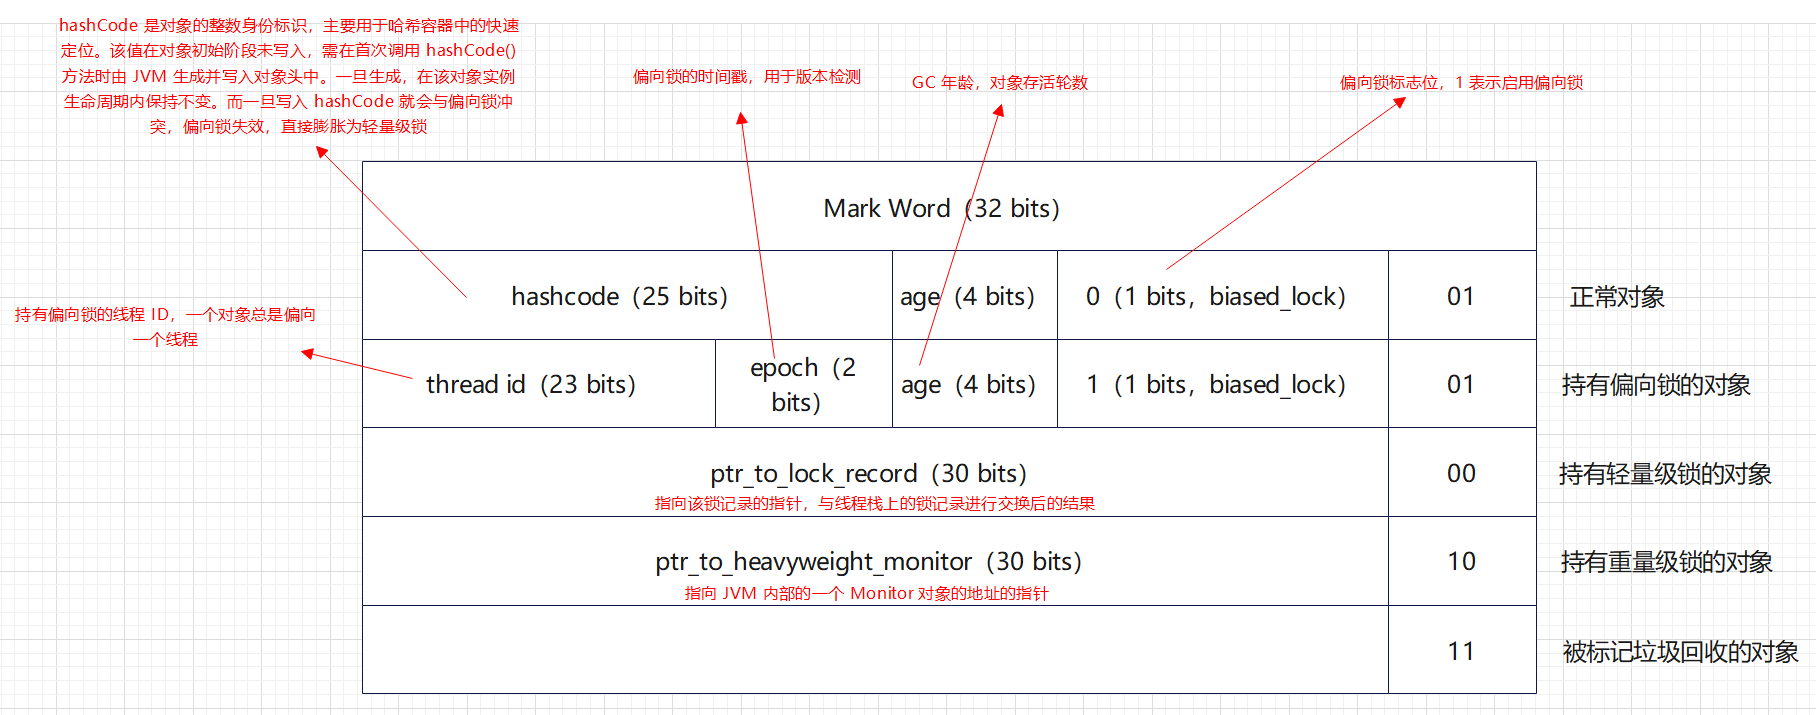 hashCode 是对象的整数身份标识，主要用于哈希容器中的快速
定位。该值在对象初始阶段未写入，需在首次调用 hashCode()
方法时由 JVM 生成并写入对象头中。一旦生成，在该对象实例
生命周期内保持不变。而一旦写入 hashCode 就会与偏向锁冲
突，偏向锁失效，直接膨胀为轻量级锁
偏向锁的时间戳，用于版本检测
GC 年龄，对象存活轮数
偏向锁标志位，1 表示启用偏向锁
Mark Word（32 bits）
hashcode（25 bits）
age（4 bits）
0（1 bits，biased_lock）
01
正常对象
持有偏向锁的线程 ID，一个对象总是偏向
一个线程
thread id（23 bits）
epoch（2
bits）
age（4 bits）
1（1 bits，biased_lock）
01
持有偏向锁的对象
ptr_to_lock_record（30 bits）
指向该锁记录的指针，与线程栈上的锁记录进行交换后的结果
00
持有轻量级锁的对象
ptr_to_heavyweight_monitor（30 bits）
指向 JVM 内部的一个 Monitor 对象的地址的指针
10
持有重量级锁的对象
11
被标记垃圾回收的对象